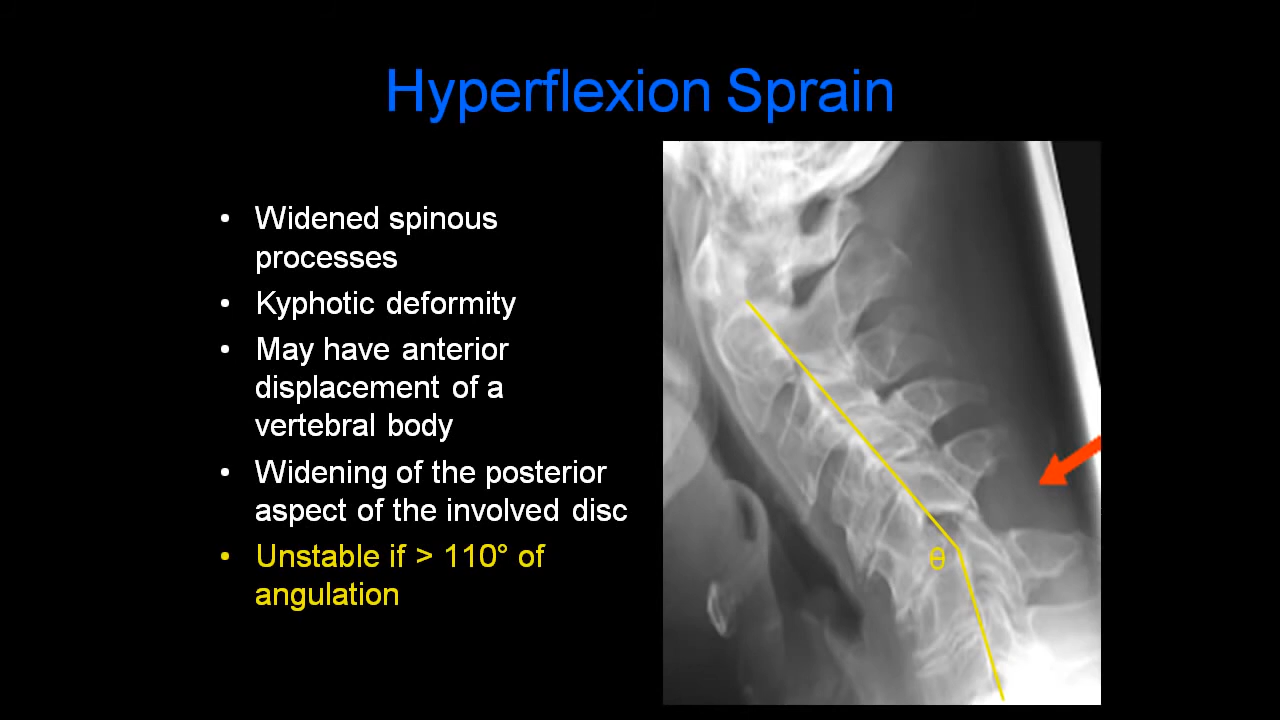 Hyperflexion Sprain
• Widened spinous
processes
• Kyphotic deformity
• May have anterior
displacement of a
vertebral body
• Widening of the posterior
aspect of the involved disc
• Unstable if > 110° of
angulation
θ